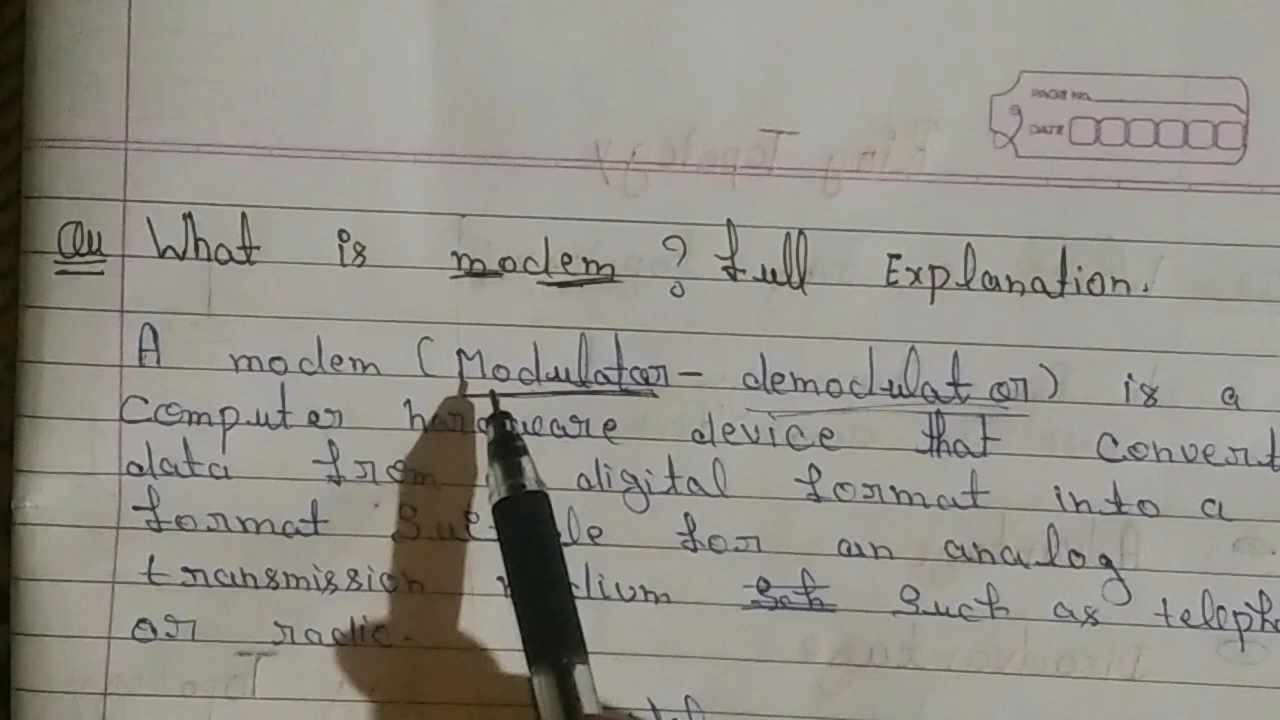 PAGE NO.
DATE
Qu What is modem? full Explanation.
A modem (Modulator - demodulator) is a
Computer hardware device that convert
data from digital format into a
format for an analog
transmission such as
or radio.